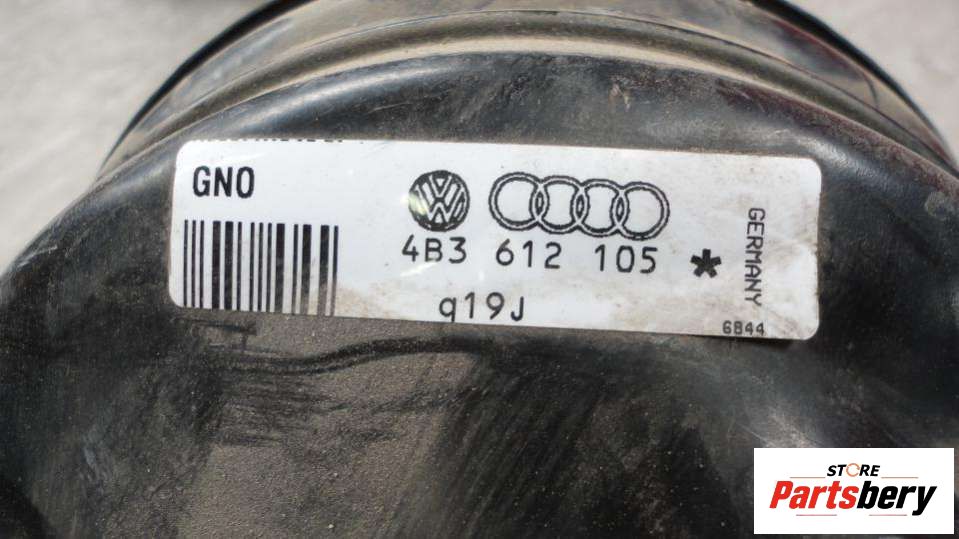 GNO
4B3 612 105 *
q19J
GERMANY
6844
STORE
Partsbery